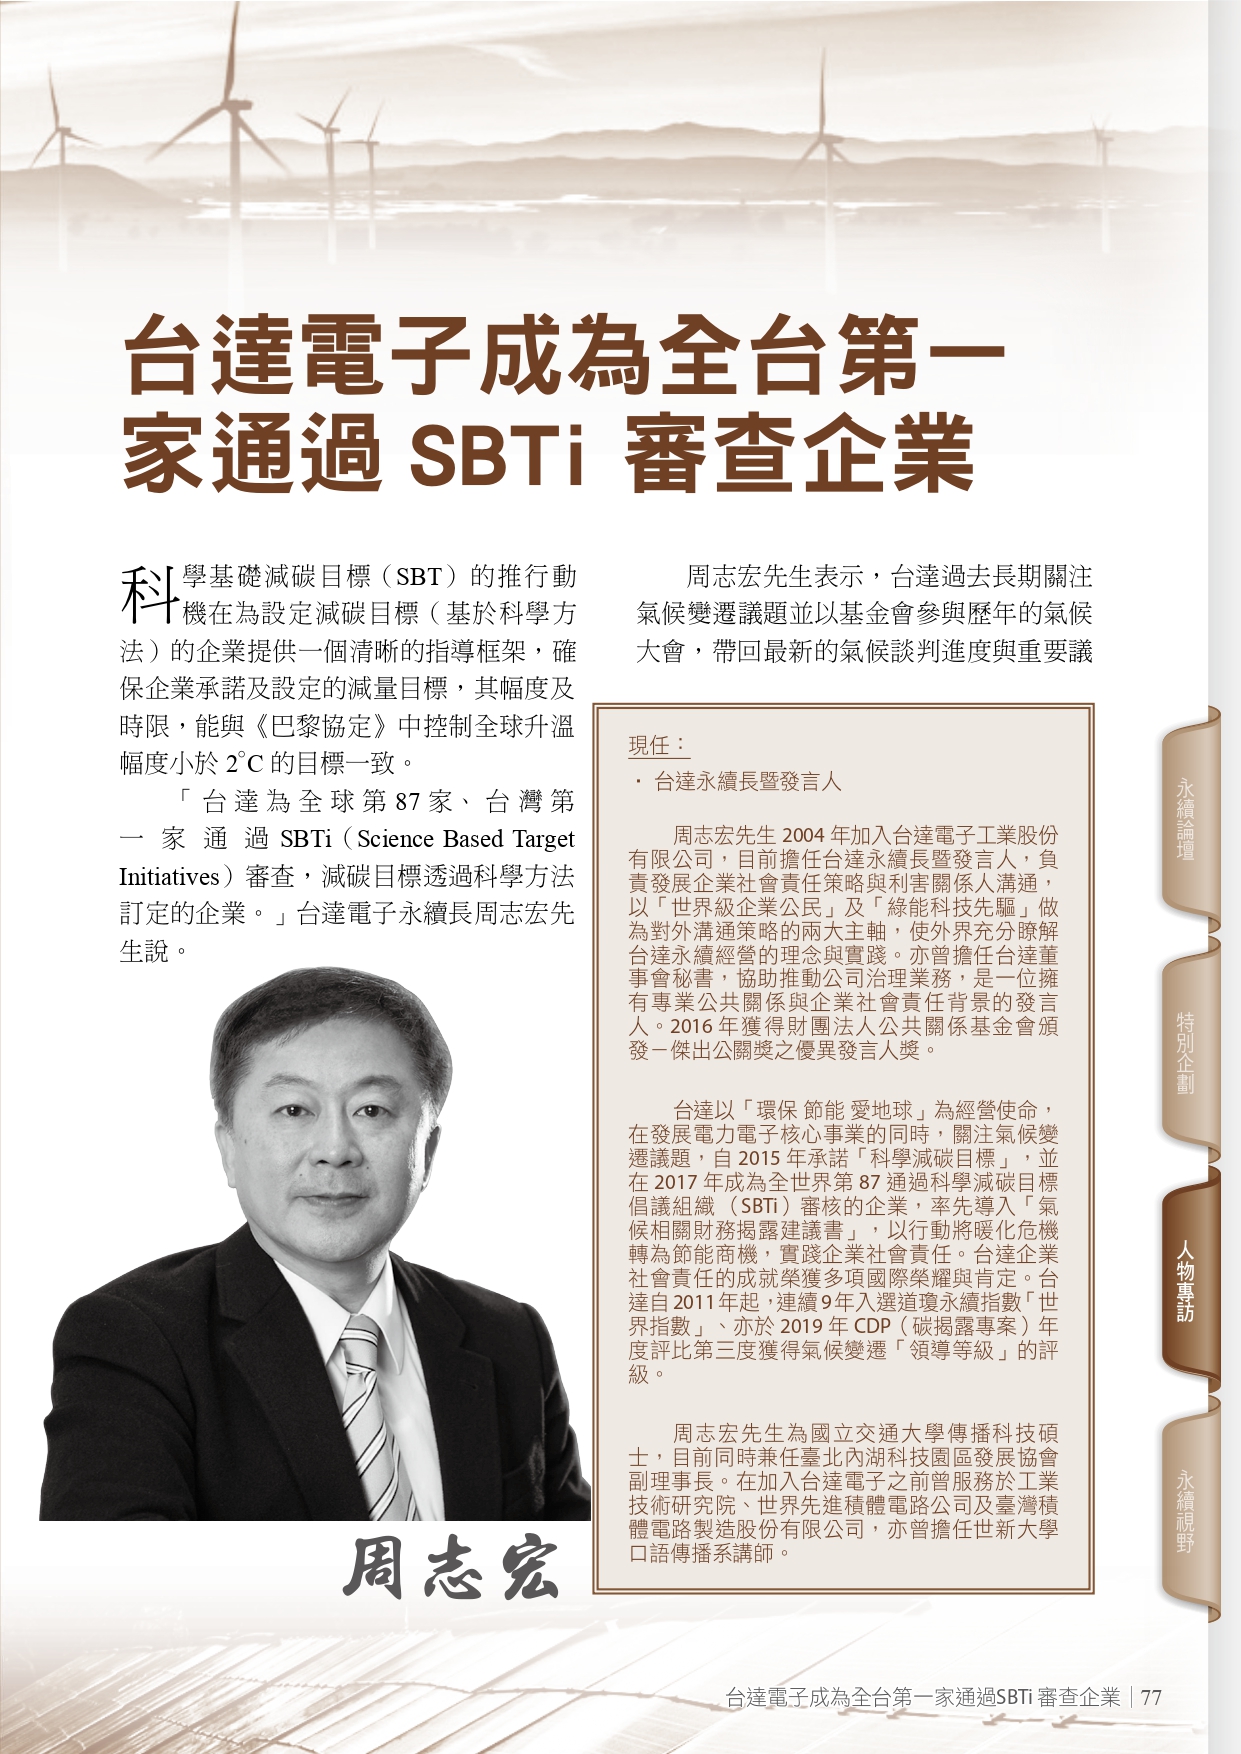 台達電子成為全台第一
家通過 SBTi 審查企業
科學基礎減碳目標（SBT）的推行動
機在為設定減碳目標（基於科學方
法）的企業提供一個清晰的指導框架，確
保企業承諾及設定的減量目標，其幅度及
時限，能與《巴黎協定》中控制全球升溫
幅度小於 2°C 的目標一致。
「台達為全球第 87 家、台灣第
一家通過 SBTi（Science Based Target
Initiatives）審查，減碳目標透過科學方法
訂定的企業。」台達電子永續長周志宏先
生說。
周志宏
周志宏先生表示，台達過去長期關注
氣候變遷議題並以基金會參與歷年的氣候
大會，帶回最新的氣候談判進度與重要議
現任：
· 台達永續長暨發言人
周志宏先生 2004 年加入台達電子工業股份
有限公司，目前擔任台達永續長暨發言人，負
責發展企業社會責任策略與利害關係人溝通，
以「世界級企業公民」及「綠能科技先驅」做
為對外溝通策略的兩大主軸，使外界充分瞭解
台達永續經營的理念與實踐。亦曾擔任台達董
事會秘書，協助推動公司治理業務，是一位擁
有專業公共關係與企業社會責任背景的發言
人。2016 年獲得財團法人公共關係基金會頒
發－傑出公關獎之優異發言人獎。
台達以「環保 節能 愛地球」為經營使命，
在發展電力電子核心事業的同時，關注氣候變
遷議題，自 2015 年承諾「科學減碳目標」，並
在 2017 年成為全世界第 87 通過科學減碳目標
倡議組織（SBTi）審核的企業，率先導入「氣
候相關財務揭露建議書」，以行動將暖化危機
轉為節能商機，實踐企業社會責任。台達企業
社會責任的成就榮獲多項國際榮耀與肯定。台
達自 2011 年起，連續 9 年入選道瓊永續指數「世
界指數」、亦於 2019 年 CDP（碳揭露專案）年
度評比第三度獲得氣候變遷「領導等級」的評
級。
周志宏先生為國立交通大學傳播科技碩
士，目前同時兼任臺北內湖科技園區發展協會
副理事長。在加入台達電子之前曾服務於工業
技術研究院、世界先進積體電路公司及臺灣積
體電路製造股份有限公司，亦曾擔任世新大學
口語傳播系講師。
永續論壇
特別企劃
人物專訪
永續視野
台達電子成為全台第一家通過SBTi 審查企業｜77